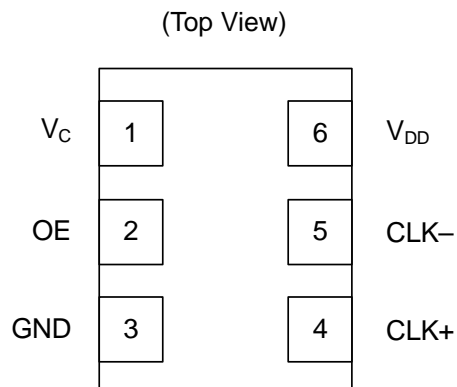 (Top View)
V_C 1 6 V_DD
OE 2 5 CLK–
GND 3 4 CLK+